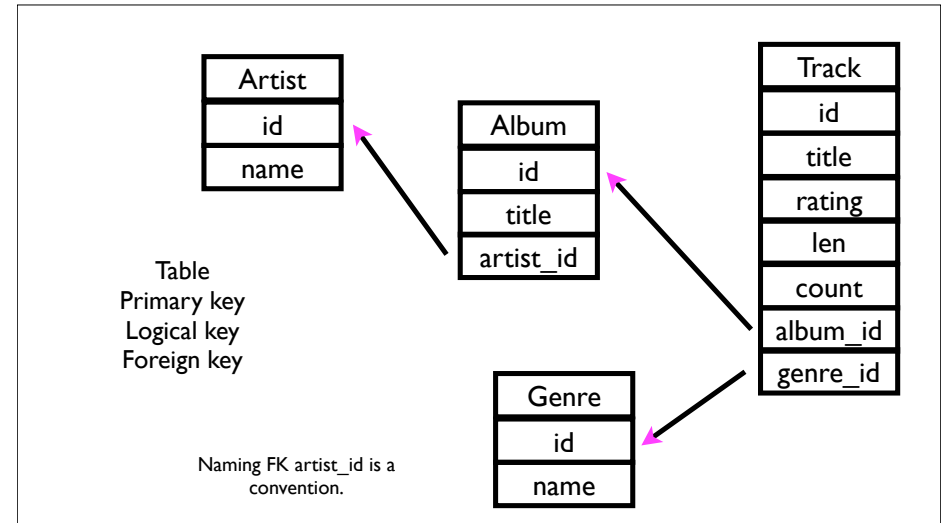 Artist
id
name
Album
id
title
artist_id
Track
id
title
rating
len
count
album_id
genre_id
Table
Primary key
Logical key
Foreign key
Genre
id
name
Naming FK artist_id is a
convention.